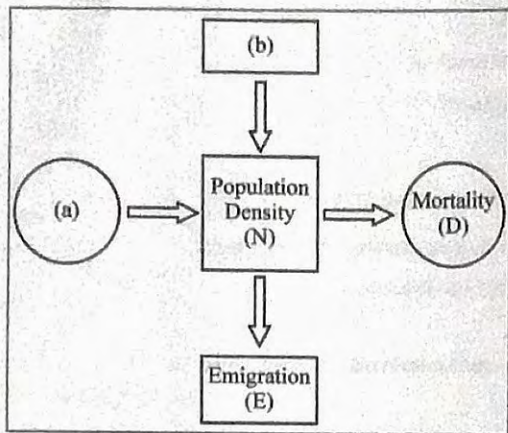 (b)
(a)
Population
Density
(N)
Mortality
(D)
Emigration
(E)